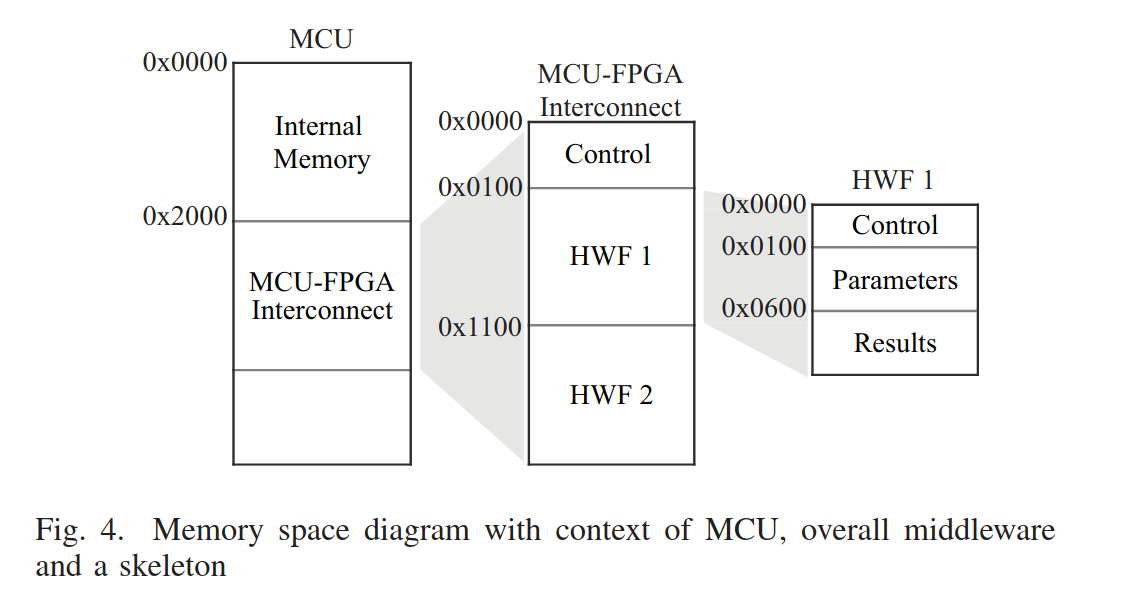 MCU
0x0000
Internal
Memory
0x2000
MCU-FPGA
Interconnect
MCU-FPGA
Interconnect
0x0000
Control
0x0100
HWF 1
0x1100
HWF 2
HWF 1
0x0000
Control
0x0100
Parameters
0x0600
Results
Fig. 4. Memory space diagram with context of MCU, overall middleware
and a skeleton